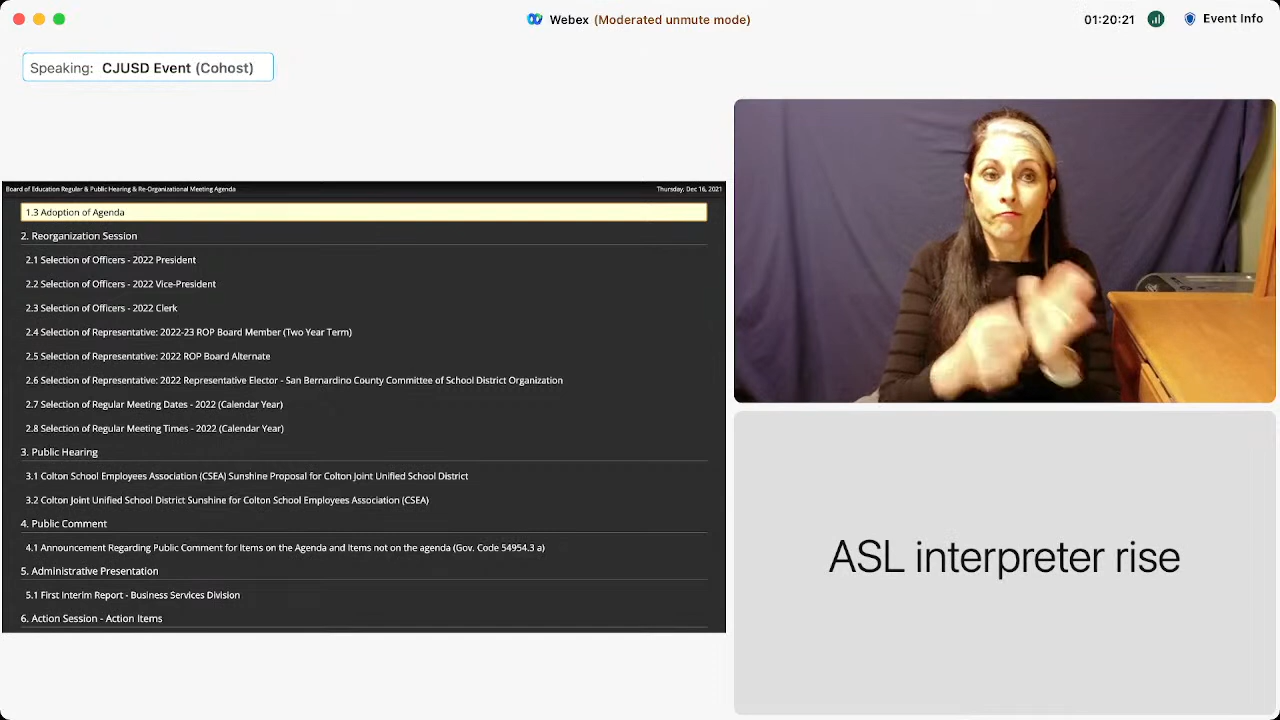 Webex (Moderated unmute mode)
01:20:21
Event Info
Speaking: CJUSD Event (Cohost)
Board of Education Regular & Public Hearing & Re-Organizational Meeting Agenda
Thursday, Dec 16, 2021
1.3 Adoption of Agenda
2. Reorganization Session
2.1 Selection of Officers - 2022 President
2.2 Selection of Officers - 2022 Vice-President
2.3 Selection of Officers - 2022 Clerk
2.4 Selection of Representative: 2022-23 ROP Board Member (Two Year Term)
2.5 Selection of Representative: 2022 ROP Board Alternate
2.6 Selection of Representative: 2022 Representative Elector - San Bernardino County Committee of School District Organization
2.7 Selection of Regular Meeting Dates - 2022 (Calendar Year)
2.8 Selection of Regular Meeting Times - 2022 (Calendar Year)
3. Public Hearing
3.1 Colton School Employees Association (CSEA) Sunshine Proposal for Colton Joint Unified School District
3.2 Colton Joint Unified School District Sunshine for Colton School Employees Association (CSEA)
4. Public Comment
4.1 Announcement Regarding Public Comment for Items on the Agenda and Items not on the agenda (Gov. Code 54954.3 a)
5. Administrative Presentation
5.1 First Interim Report - Business Services Division
6. Action Session - Action Items
ASL interpreter rise